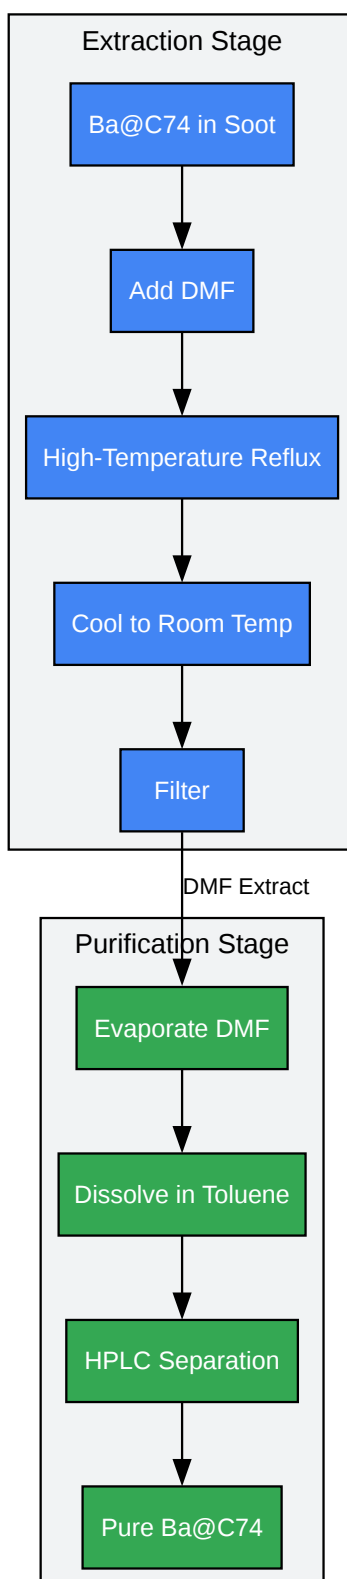 Extraction Stage
Ba@C74 in Soot
Add DMF
High-Temperature Reflux
Cool to Room Temp
Filter
DMF Extract
Purification Stage
Evaporate DMF
Dissolve in Toluene
HPLC Separation
Pure Ba@C74